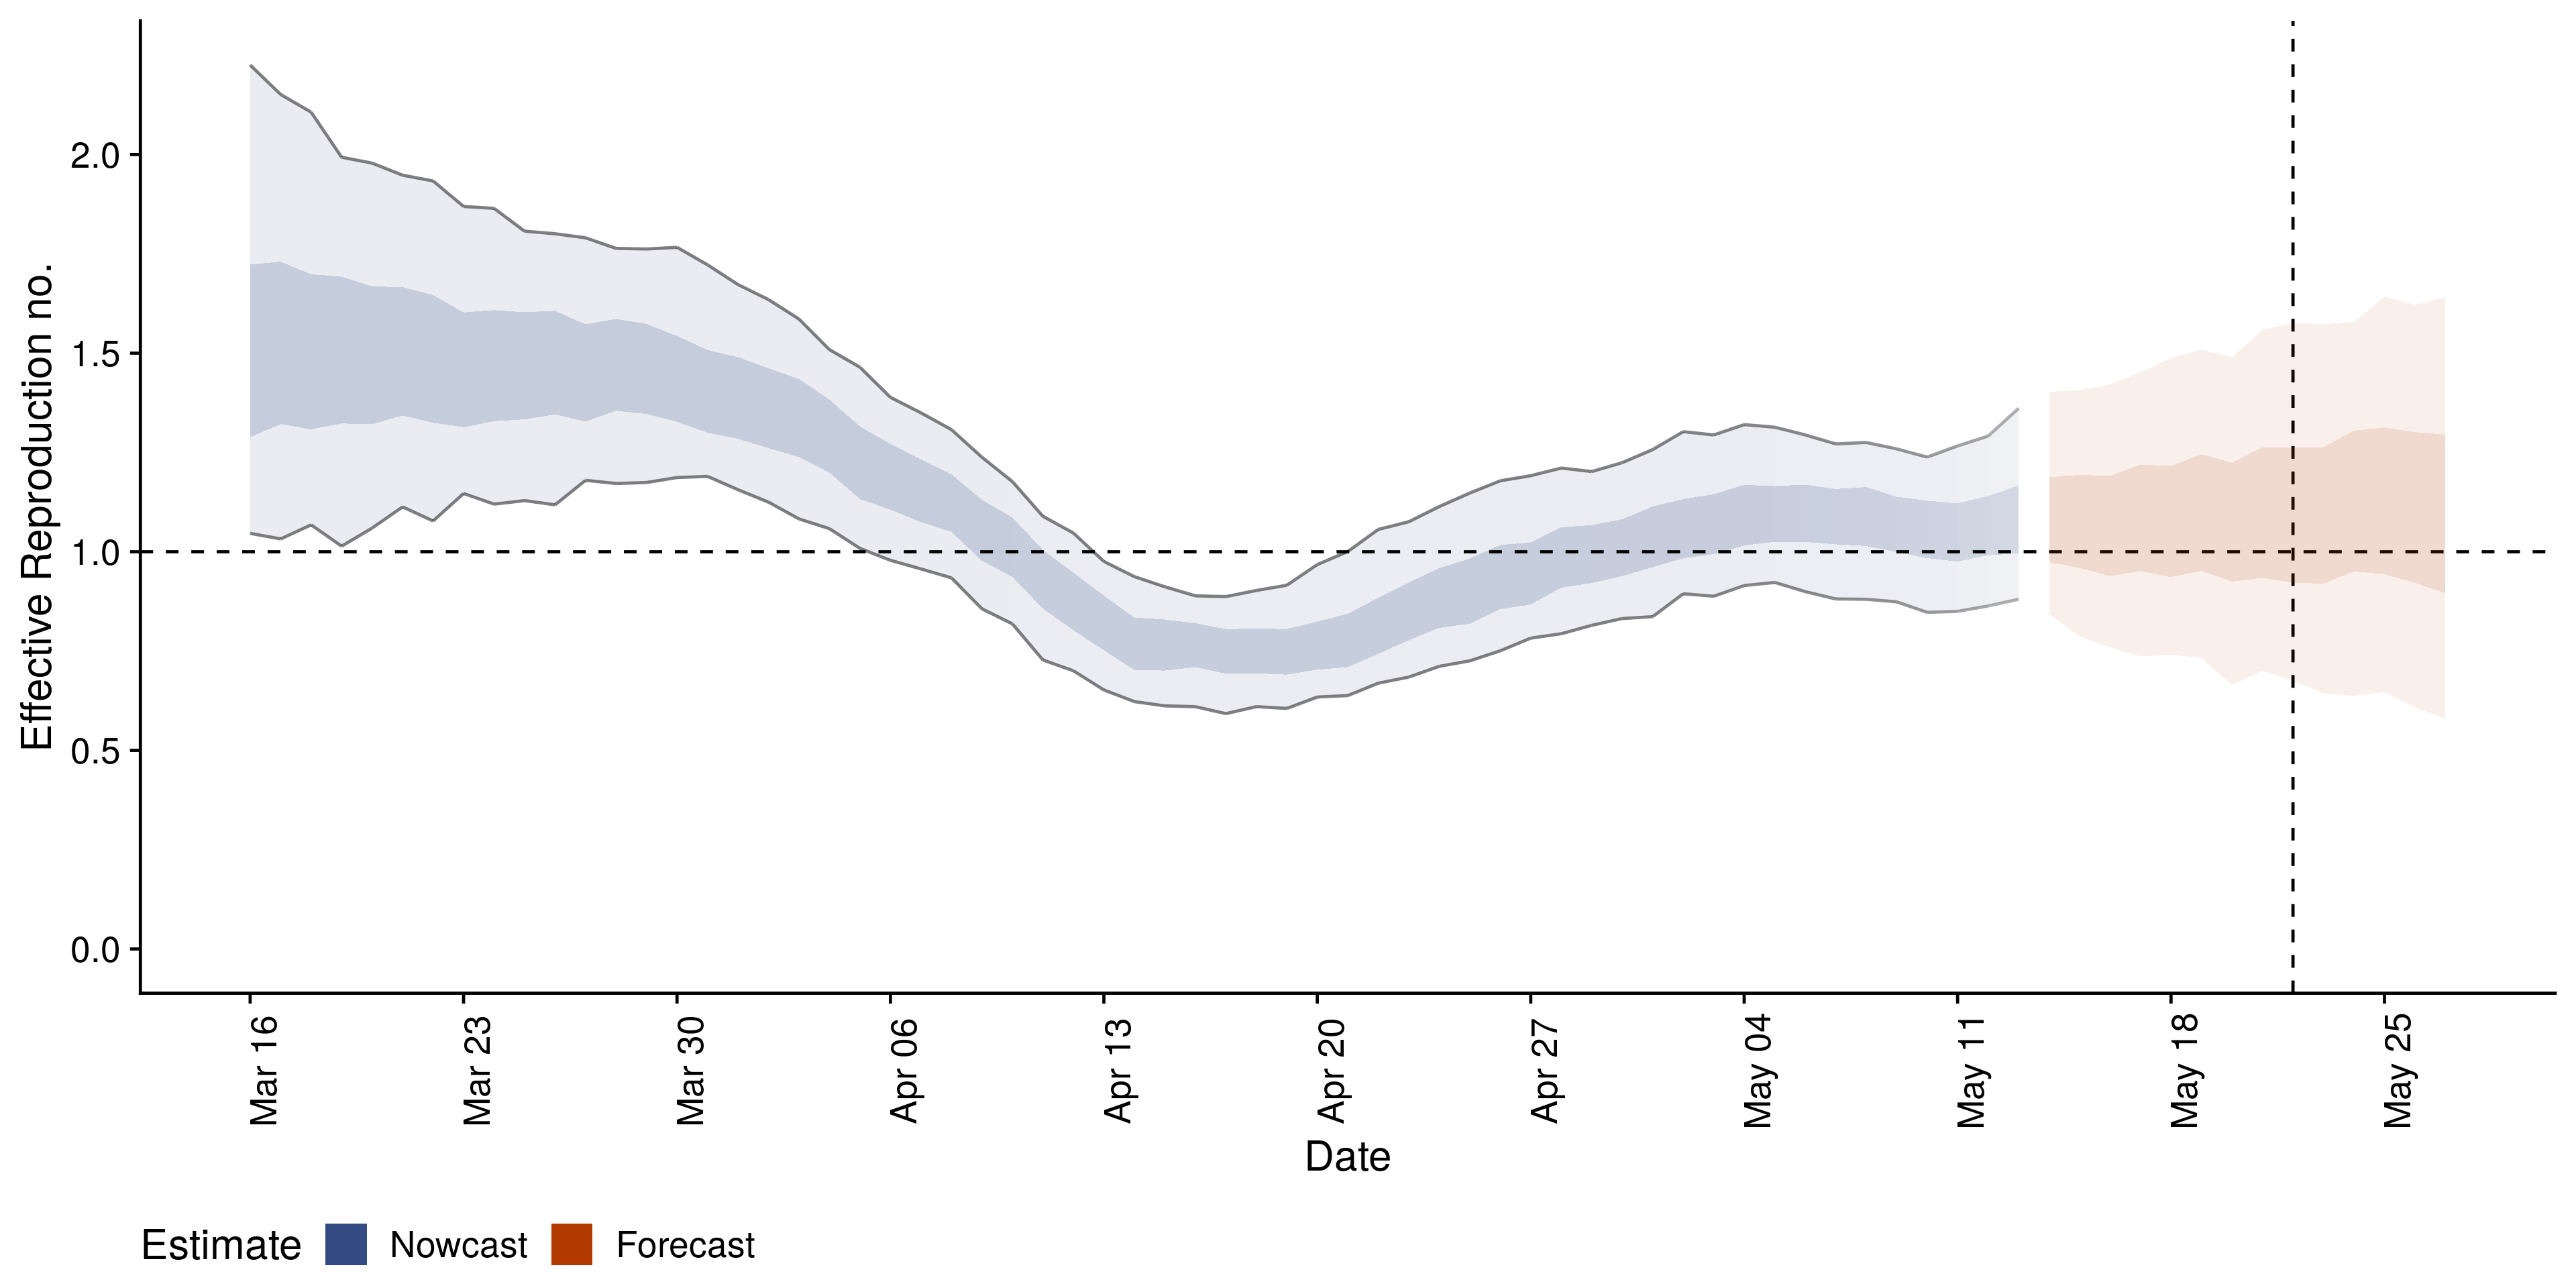 Effective Reproduction no.
2.0
1.5
1.0
0.5
0.0
Mar 16
Mar 23
Mar 30
Apr 06
Apr 13
Apr 20
Apr 27
May 04
May 11
May 18
May 25
Date
Estimate Nowcast Forecast